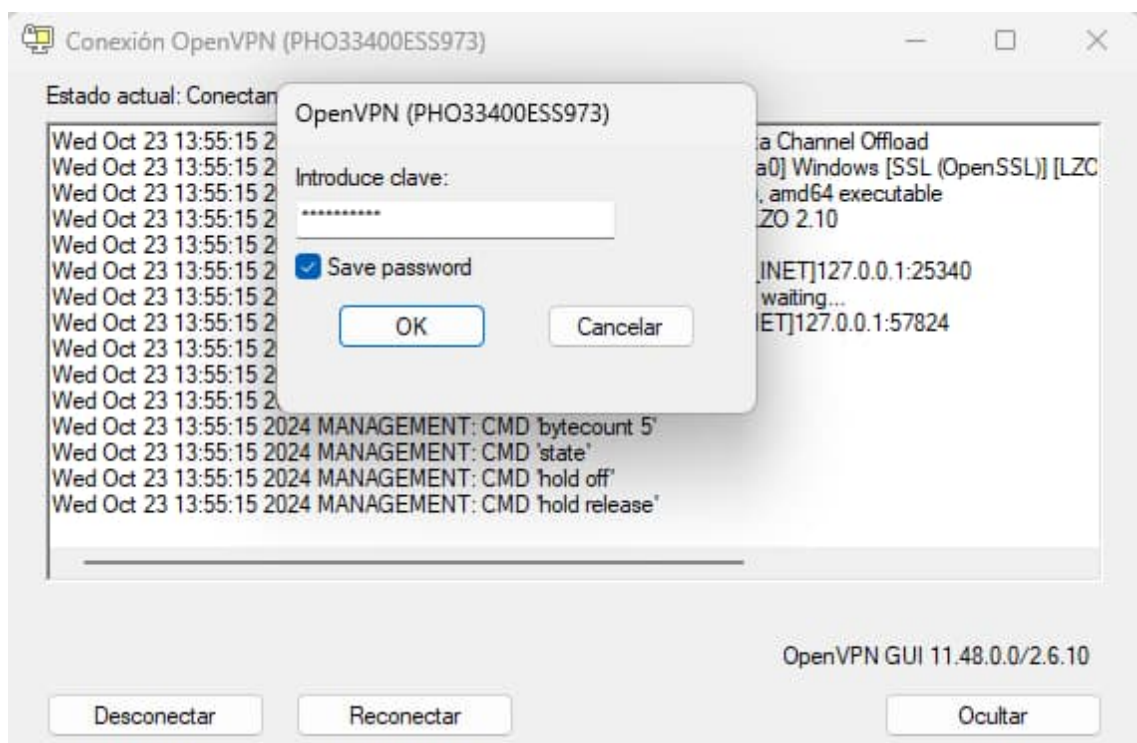 Conexión OpenVPN (PHO33400ESS973)
Estado actual: Conectan
OpenVPN (PHO33400ESS973)
Introduce clave:
**********
Save password
OK
Cancelar
Wed Oct 23 13:55:15 2 a Channel Offload
Wed Oct 23 13:55:15 2 a0] Windows [SSL (OpenSSL)] [LZO
Wed Oct 23 13:55:15 2 , amd64 executable
Wed Oct 23 13:55:15 2 ZO 2.10
Wed Oct 23 13:55:15 2
Wed Oct 23 13:55:15 2 _INET]127.0.0.1:25340
Wed Oct 23 13:55:15 2 waiting...
Wed Oct 23 13:55:15 2 ET]127.0.0.1:57824
Wed Oct 23 13:55:15 2
Wed Oct 23 13:55:15 2
Wed Oct 23 13:55:15 2
Wed Oct 23 13:55:15 2024 MANAGEMENT: CMD 'bytecount 5'
Wed Oct 23 13:55:15 2024 MANAGEMENT: CMD 'state'
Wed Oct 23 13:55:15 2024 MANAGEMENT: CMD 'hold off'
Wed Oct 23 13:55:15 2024 MANAGEMENT: CMD 'hold release'
OpenVPN GUI 11.48.0.0/2.6.10
Desconectar
Reconectar
Ocultar